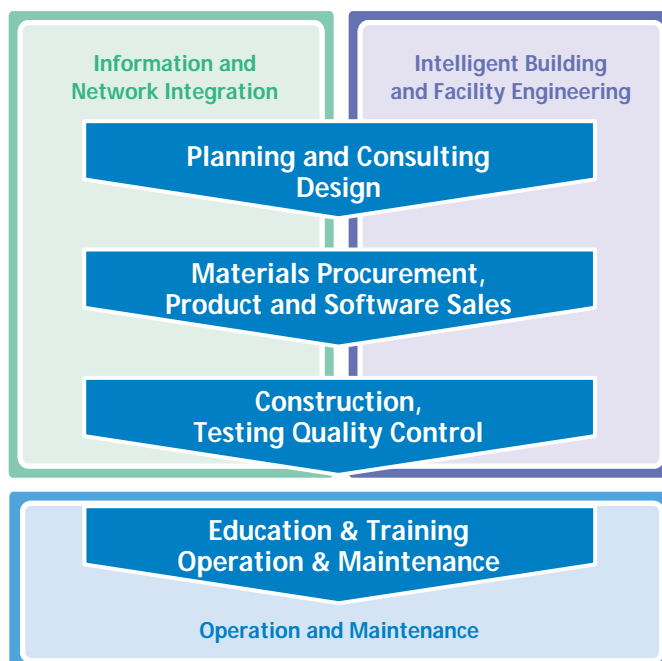 Information and
Network Integration
Intelligent Building
and Facility Engineering
Planning and Consulting
Design
Materials Procurement,
Product and Software Sales
Construction,
Testing Quality Control
Education & Training
Operation & Maintenance
Operation and Maintenance